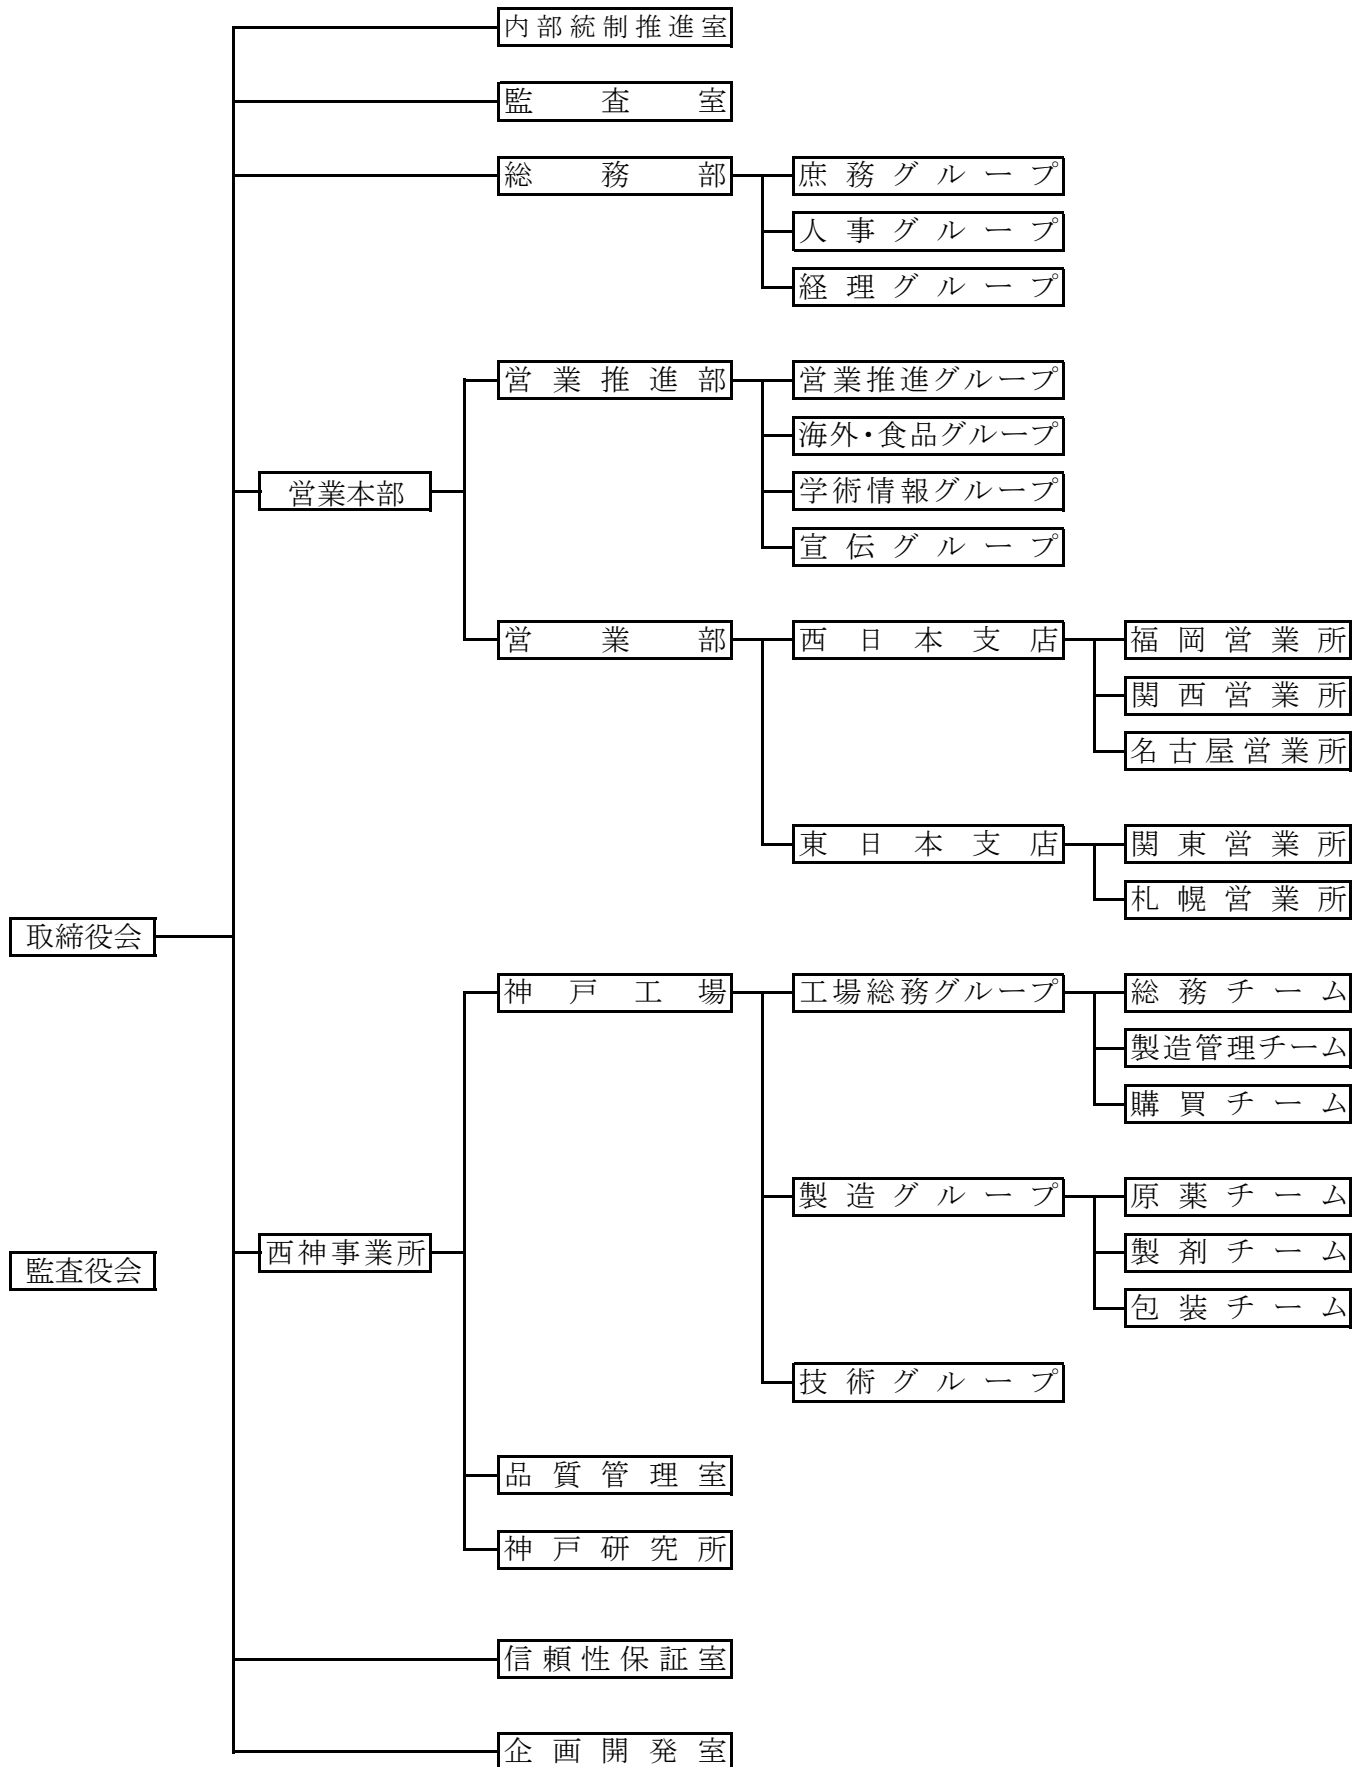 内部統制推進室
監査室
総務部
庶務グループ
人事グループ
経理グループ
営業推進部
営業推進グループ
海外・食品グループ
営業本部
学術情報グループ
宣伝グループ
営業部
西日本支店
福岡営業所
関西営業所
名古屋営業所
東日本支店
関東営業所
札幌営業所
取締役会
神戸工場
工場総務グループ
総務チーム
製造管理チーム
購買チーム
製造グループ
原薬チーム
監査役会
西神事業所
製剤チーム
包装チーム
技術グループ
品質管理室
神戸研究所
信頼性保証室
企画開発室